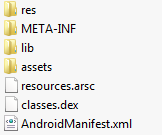 res
META-INF
lib
assets
resources.arsc
classes.dex
AndroidManifest.xml